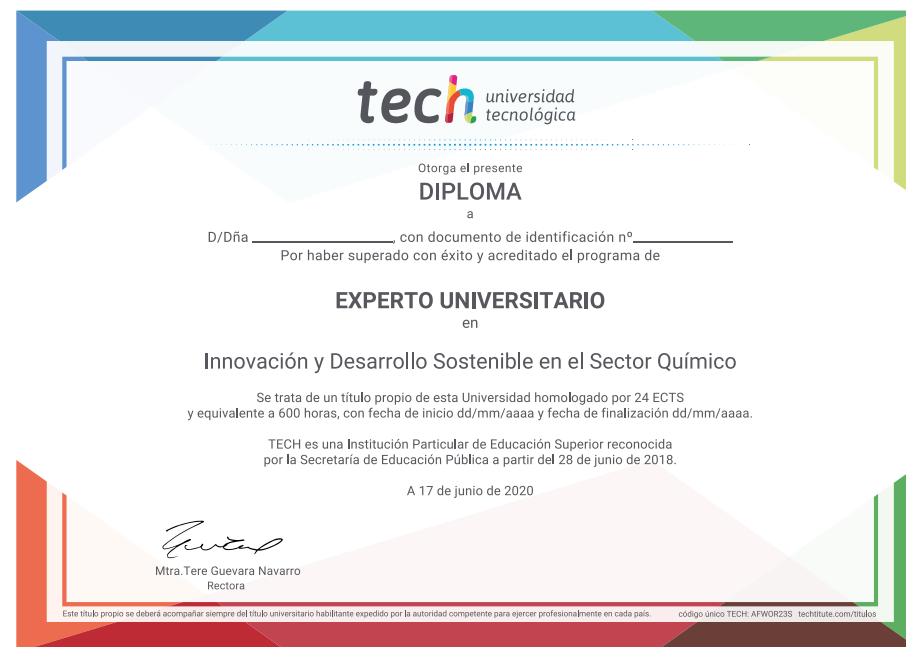 tech universidad
tecnológica
Otorga el presente
DIPLOMA
a
D/Dña ____________________, con documento de identificación nº______________
Por haber superado con éxito y acreditado el programa de
EXPERTO UNIVERSITARIO
en
Innovación y Desarrollo Sostenible en el Sector Químico
Se trata de un título propio de esta Universidad homologado por 24 ECTS
y equivalente a 600 horas, con fecha de inicio dd/mm/aaaa y fecha de finalización dd/mm/aaaa.
TECH es una Institución Particular de Educación Superior reconocida
por la Secretaría de Educación Pública a partir del 28 de junio de 2018.
A 17 de junio de 2020
Mtra.Tere Guevara Navarro
Rectora
Este título propio se deberá acompañar siempre del título universitario habilitante expedido por la autoridad competente para ejercer profesionalmente en cada país. código único TECH: AFWOR23S techtitute.com/titulos